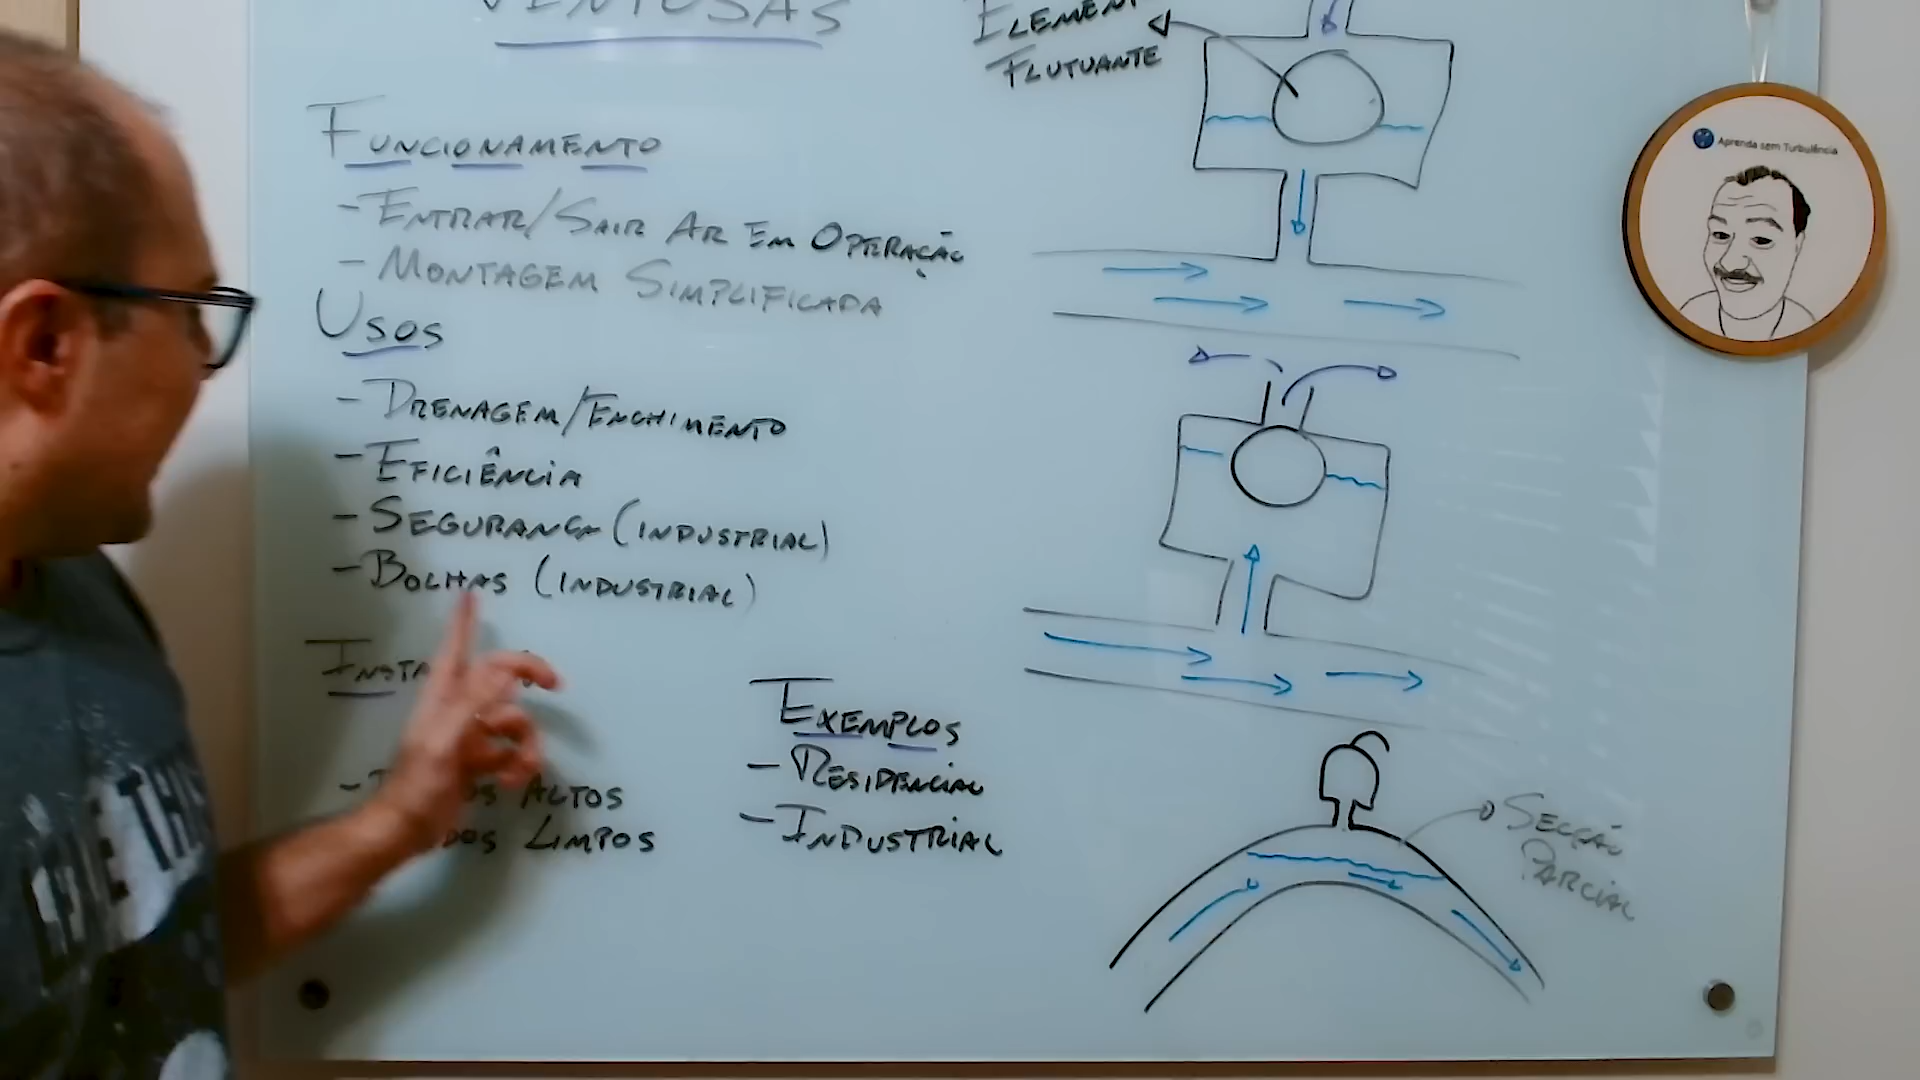 VENTOSAS
FUNCIONAMENTO
- ENTRAR/SAIR AR EM OPERAÇÃO
- MONTAGEM SIMPLIFICADA
USOS
- DRENAGEM/ENCHIMENTO
- EFICIÊNCIA
- SEGURANÇA (INDUSTRIAL)
- BOLHAS (INDUSTRIAL)
ALTOS
LIMPOS
EXEMPLOS
- RESIDENCIAL
- INDUSTRIAL
FLUTUANTE
SECÇÃO
PARCIAL
Aprenda sem Turbulência